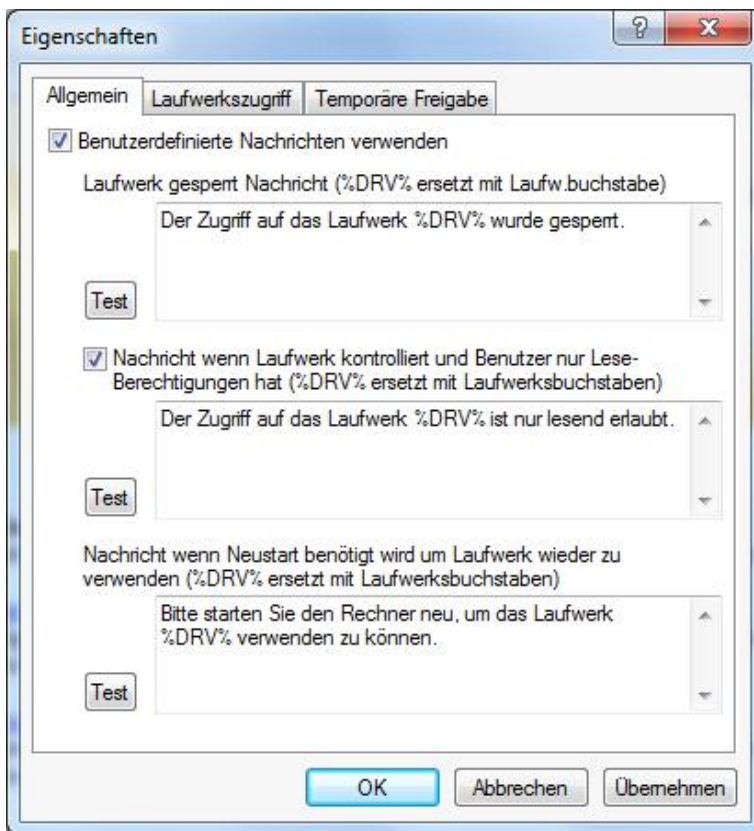 Eigenschaften
Allgemein
Laufwerkszugriff
Temporäre Freigabe
Benutzerdefinierte Nachrichten verwenden
Laufwerk gesperrt Nachricht (%DRV% ersetzt mit Laufw.buchstabe)
Der Zugriff auf das Laufwerk %DRV% wurde gesperrt.
Test
Nachricht wenn Laufwerk kontrolliert und Benutzer nur Lese-
Berechtigungen hat (%DRV% ersetzt mit Laufwerksbuchstaben)
Der Zugriff auf das Laufwerk %DRV% ist nur lesend erlaubt.
Test
Nachricht wenn Neustart benötigt wird um Laufwerk wieder zu
verwenden (%DRV% ersetzt mit Laufwerksbuchstaben)
Bitte starten Sie den Rechner neu, um das Laufwerk
%DRV% verwenden zu können.
Test
OK
Abbrechen
Übernehmen